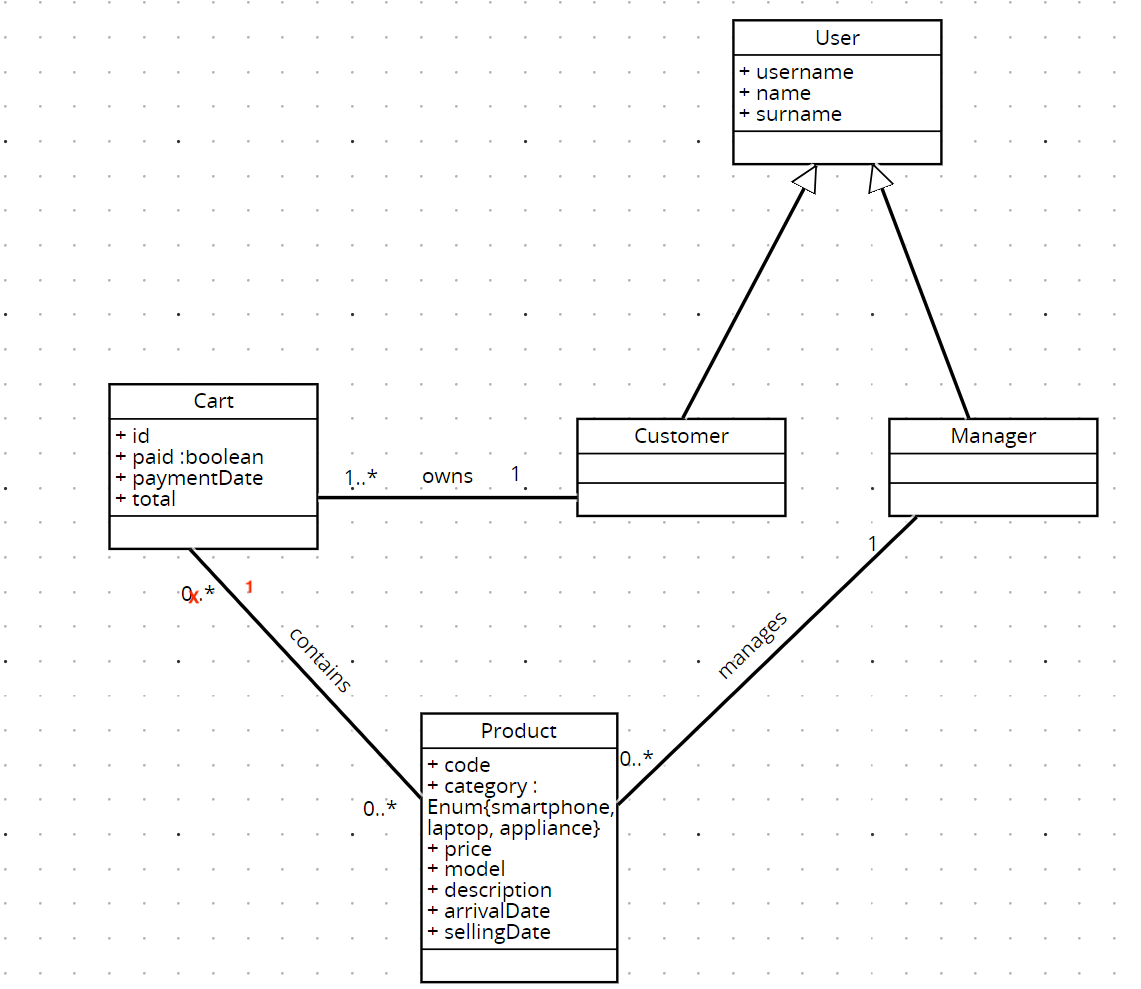 User
+ username
+ name
+ surname
Cart
+ id
+ paid :boolean
+ paymentDate
+ total
1..*
owns
1
Customer
Manager
0..*
x
1
contains
0..*
1
manages
0..*
Product
+ code
+ category :
Enum{smartphone,
laptop, appliance}
+ price
+ model
+ description
+ arrivalDate
+ sellingDate